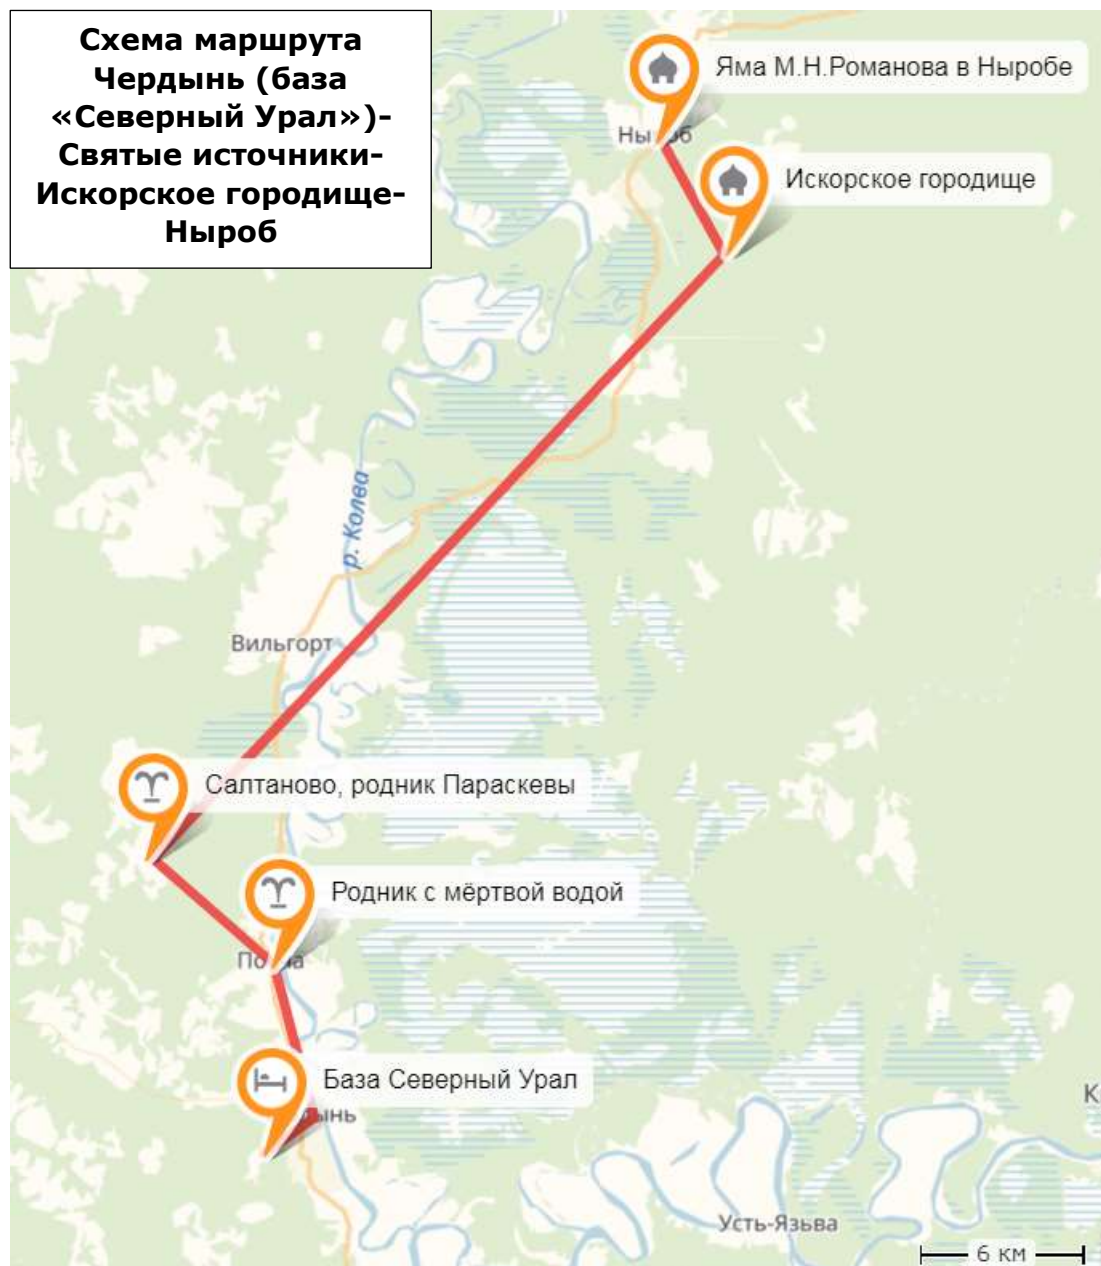 Схема маршрута
Чердынь (база
«Северный Урал»)-
Святые источники-
Искорское городище-
Ныроб
Яма М.Н.Романова в Ныробе
Искорское городище
р. Колва
Вильгорт
Салтаново, родник Параскевы
Родник с мёртвой водой
База Северный Урал
Усть-Язьва
6 км